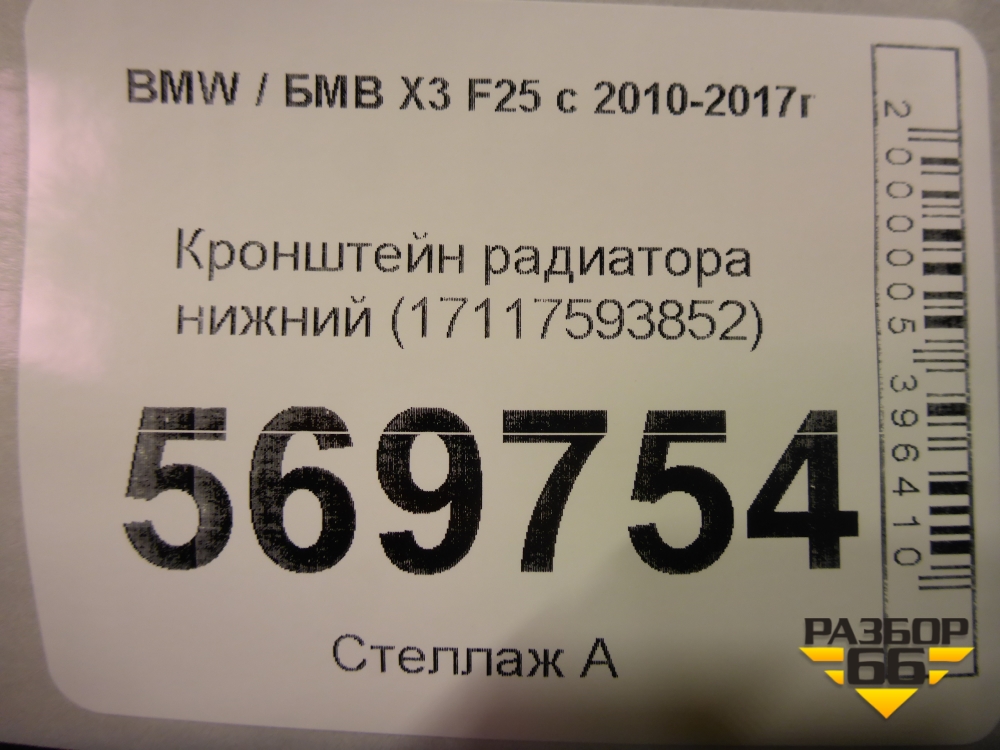 BMW / БМВ X3 F25 с 2010-2017г
Кронштейн радиатора
нижний (17117593852)
569754
Стеллаж А
2000005396410
РАЗБОР
66